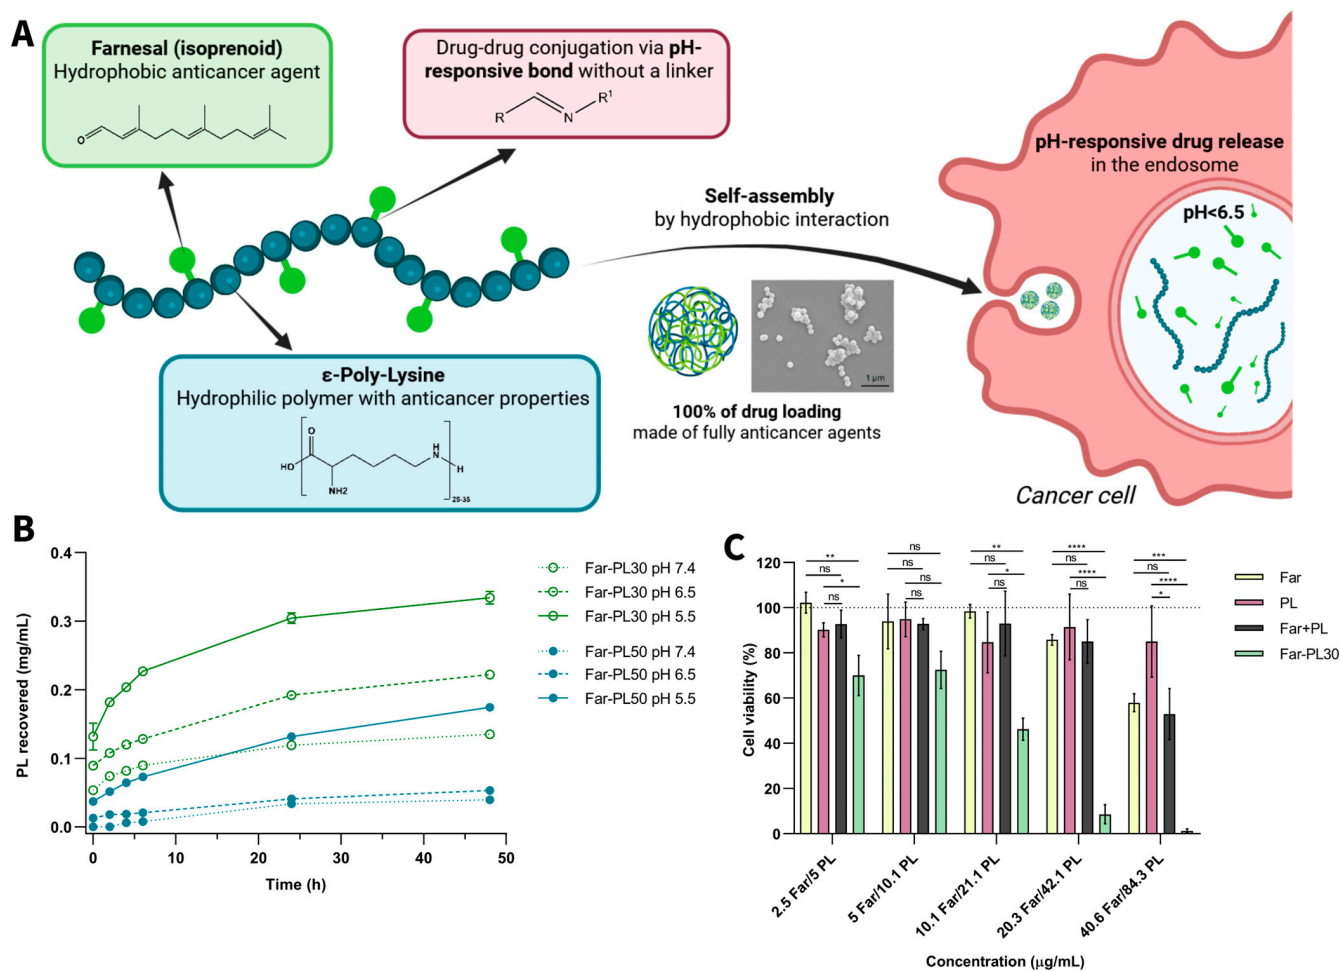 A
Farnesal (isoprenoid)
Hydrophobic anticancer agent
O
Drug-drug conjugation via pH-
responsive bond without a linker
R
N
R¹
ε-Poly-Lysine
Hydrophilic polymer with anticancer properties
O
HO
NH2
H
N
H
25-35
Self-assembly
by hydrophobic interaction
1 µm
100% of drug loading
made of fully anticancer agents
pH-responsive drug release
in the endosome
pH<6.5
Cancer cell
B
PL recovered (mg/mL)
0.4
0.3
0.2
0.1
0.0
0 10 20 30 40 50
Time (h)
Far-PL30 pH 7.4
Far-PL30 pH 6.5
Far-PL30 pH 5.5
Far-PL50 pH 7.4
Far-PL50 pH 6.5
Far-PL50 pH 5.5
C
Cell viability (%)
120
100
80
60
40
20
0
**
ns
*
ns
ns
ns
ns
ns
**
ns
*
ns
****
ns
****
ns
***
ns
****
*
2.5 Far/5 PL
5 Far/10.1 PL
10.1 Far/21.1 PL
20.3 Far/42.1 PL
40.6 Far/84.3 PL
Concentration (µg/mL)
Far
PL
Far+PL
Far-PL30